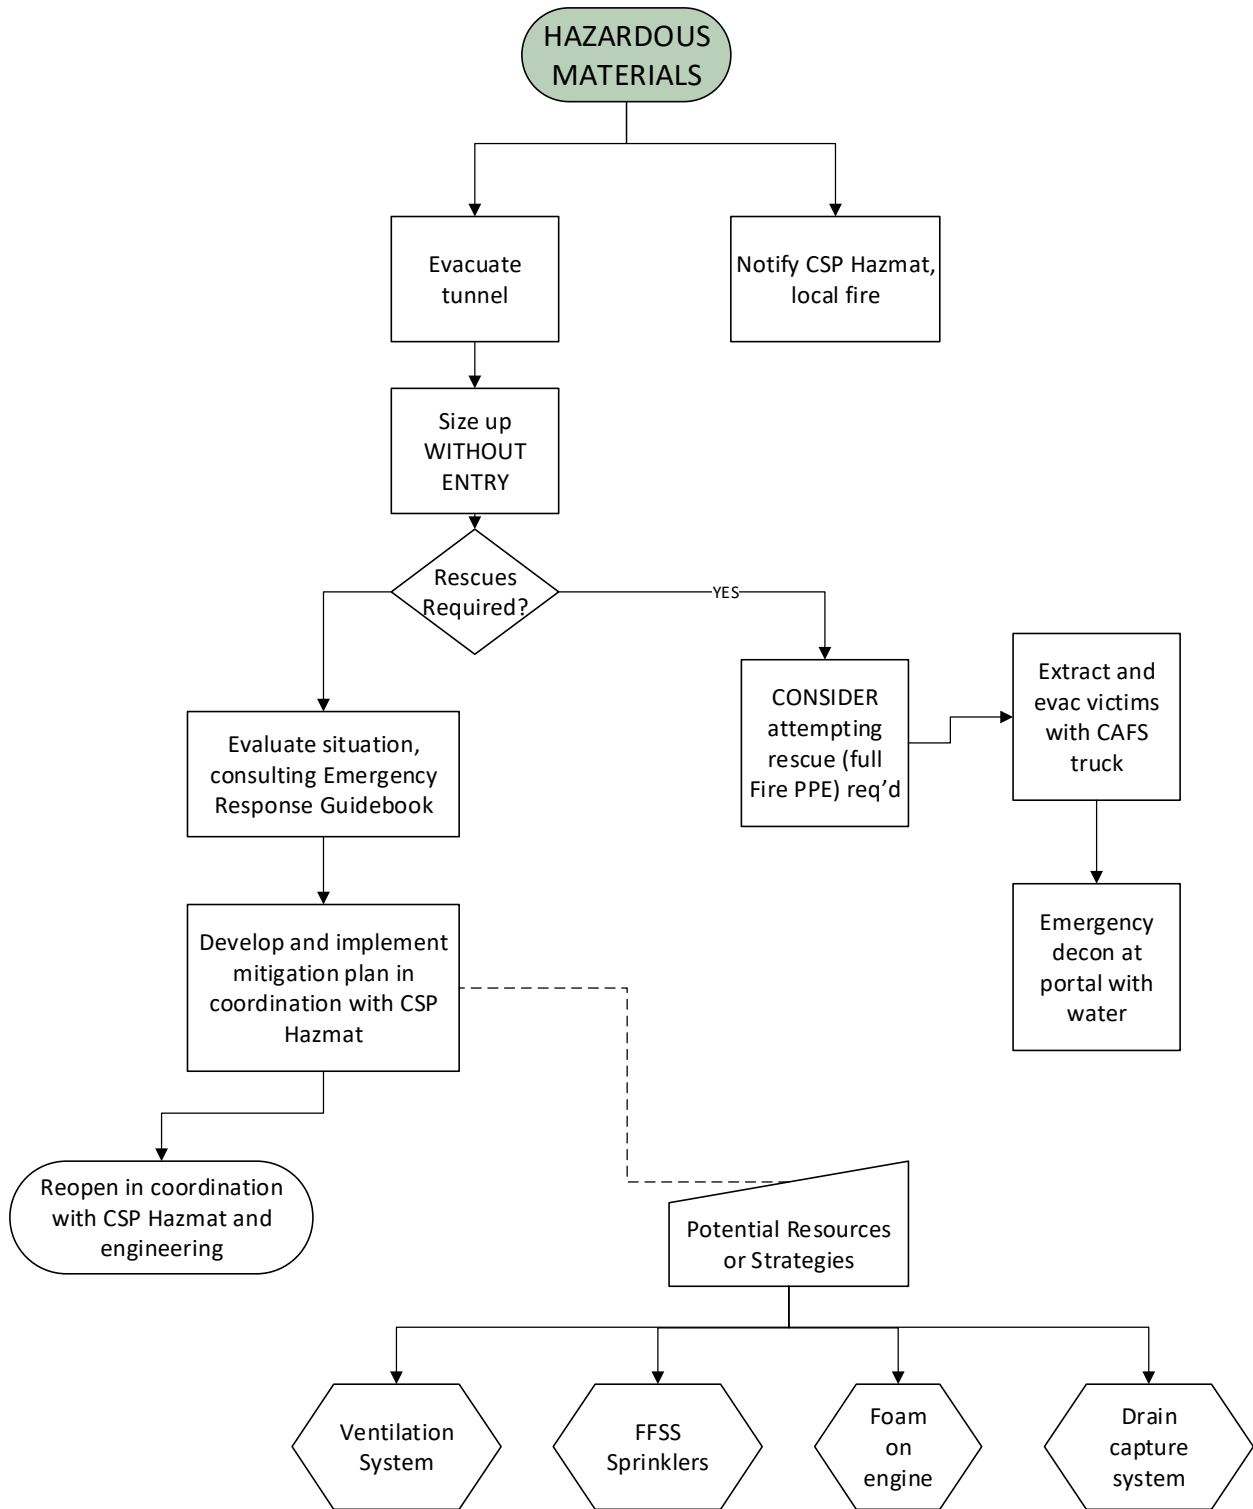 HAZARDOUS
MATERIALS
Evacuate
tunnel
Notify CSP Hazmat,
local fire
Size up
WITHOUT
ENTRY
Rescues
Required?
YES
Evaluate situation,
consulting Emergency
Response Guidebook
CONSIDER
attempting
rescue (full
Fire PPE) req’d
Extract and
evac victims
with CAFS
truck
Emergency
decon at
portal with
water
Develop and implement
mitigation plan in
coordination with CSP
Hazmat
Reopen in coordination
with CSP Hazmat and
engineering
Potential Resources
or Strategies
Ventilation
System
FFSS
Sprinklers
Foam
on
engine
Drain
capture
system